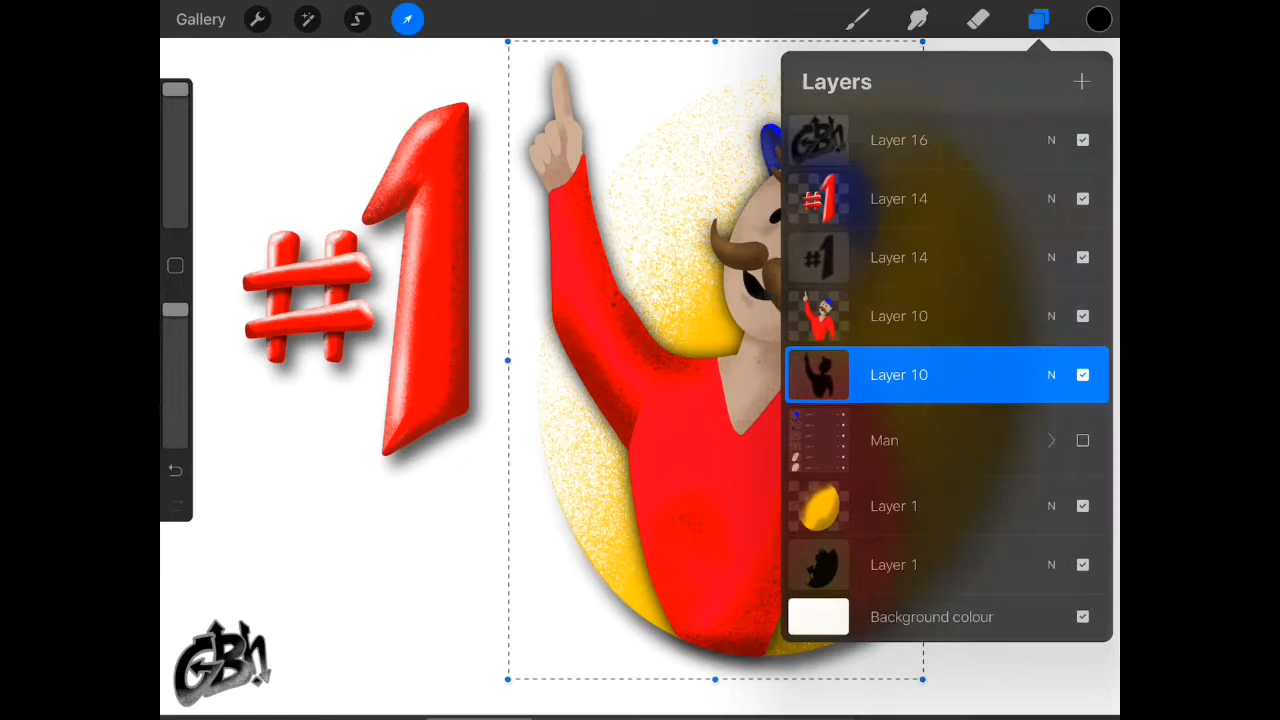 Gallery
Layers
Layer 16 N
Layer 14 N
Layer 14 N
Layer 10 N
Layer 10 N
Man
Layer 1 N
Layer 1 N
Background colour
#1
GBh